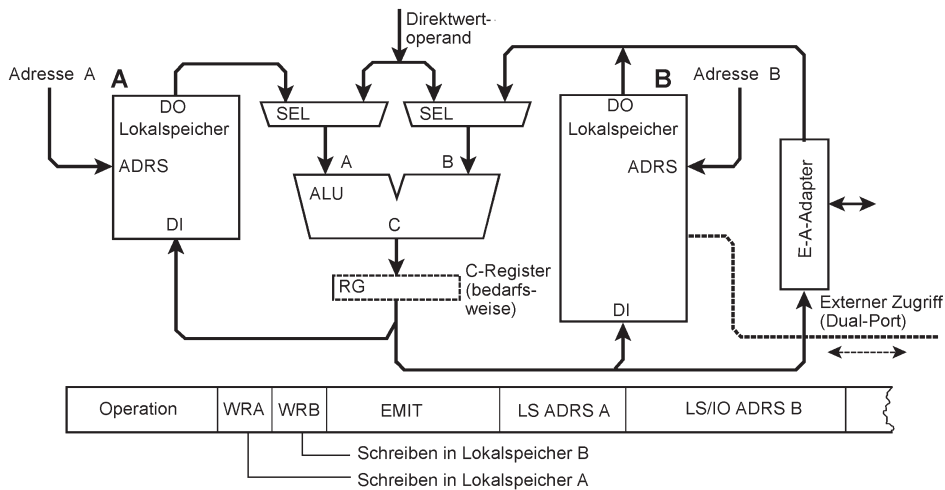 Direktwert-
operand
Adresse A
A
B
Adresse B
DO
Lokalspeicher
ADRS
DI
SEL
SEL
A
B
ALU
C
RG
C-Register
(bedarfs-
weise)
DO
Lokalspeicher
ADRS
DI
E-A-Adapter
Externer Zugriff
(Dual-Port)
Operation
WRA
WRB
EMIT
LS ADRS A
LS/IO ADRS B
Schreiben in Lokalspeicher B
Schreiben in Lokalspeicher A